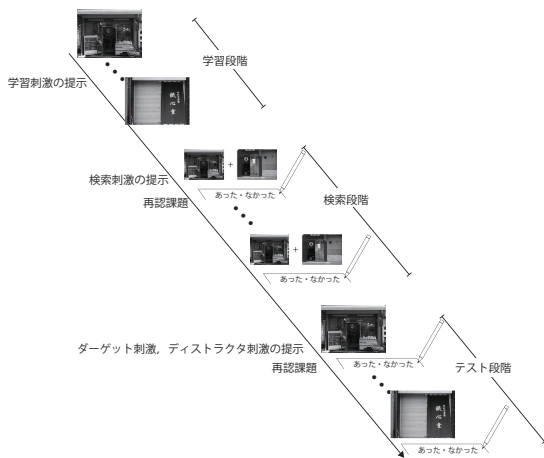 学習段階
学習刺激の提示
検索刺激の提示
+
再認課題
あった・なかった
検索段階
+
あった・なかった
ダーゲット刺激，ディストラクタ刺激の提示
再認課題
あった・なかった
テスト段階
あった・なかった